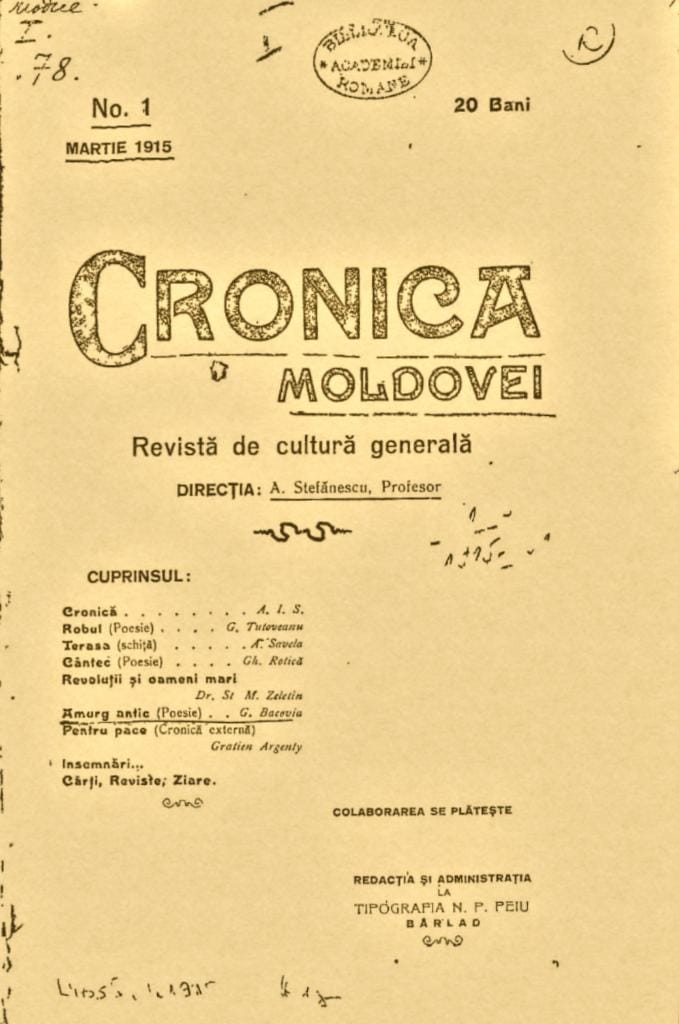 I.
78.
BIBLIOTECA
* ACADEMIEI *
ROMANE
No. 1
20 Bani
MARTIE 1915
CRONICA
MOLDOVEI
Revistă de cultură generală
DIRECȚIA: A. Stefănescu, Profesor
CUPRINSUL:
Cronică . . . . . . . . A. I. S.
Robul (Poesie) . . . . G. Tutoveanu
Terasa (schiță) . . . . . A. Savela
Cântec (Poesie) . . . . Gh. Rotică
Revoluții și oameni mari
Dr. St M. Zeletin
Amurg antic (Poesie) . . G. Bacovia
Pentru pace (Cronică externă)
Gratien Argenty
Insemnări...
Cărți, Reviste, Ziare.
COLABORAREA SE PLĂTEȘTE
REDACȚIA ȘI ADMINISTRAȚIA
LA
TIPOGRAFIA N. P. PEIU
BÂRLAD